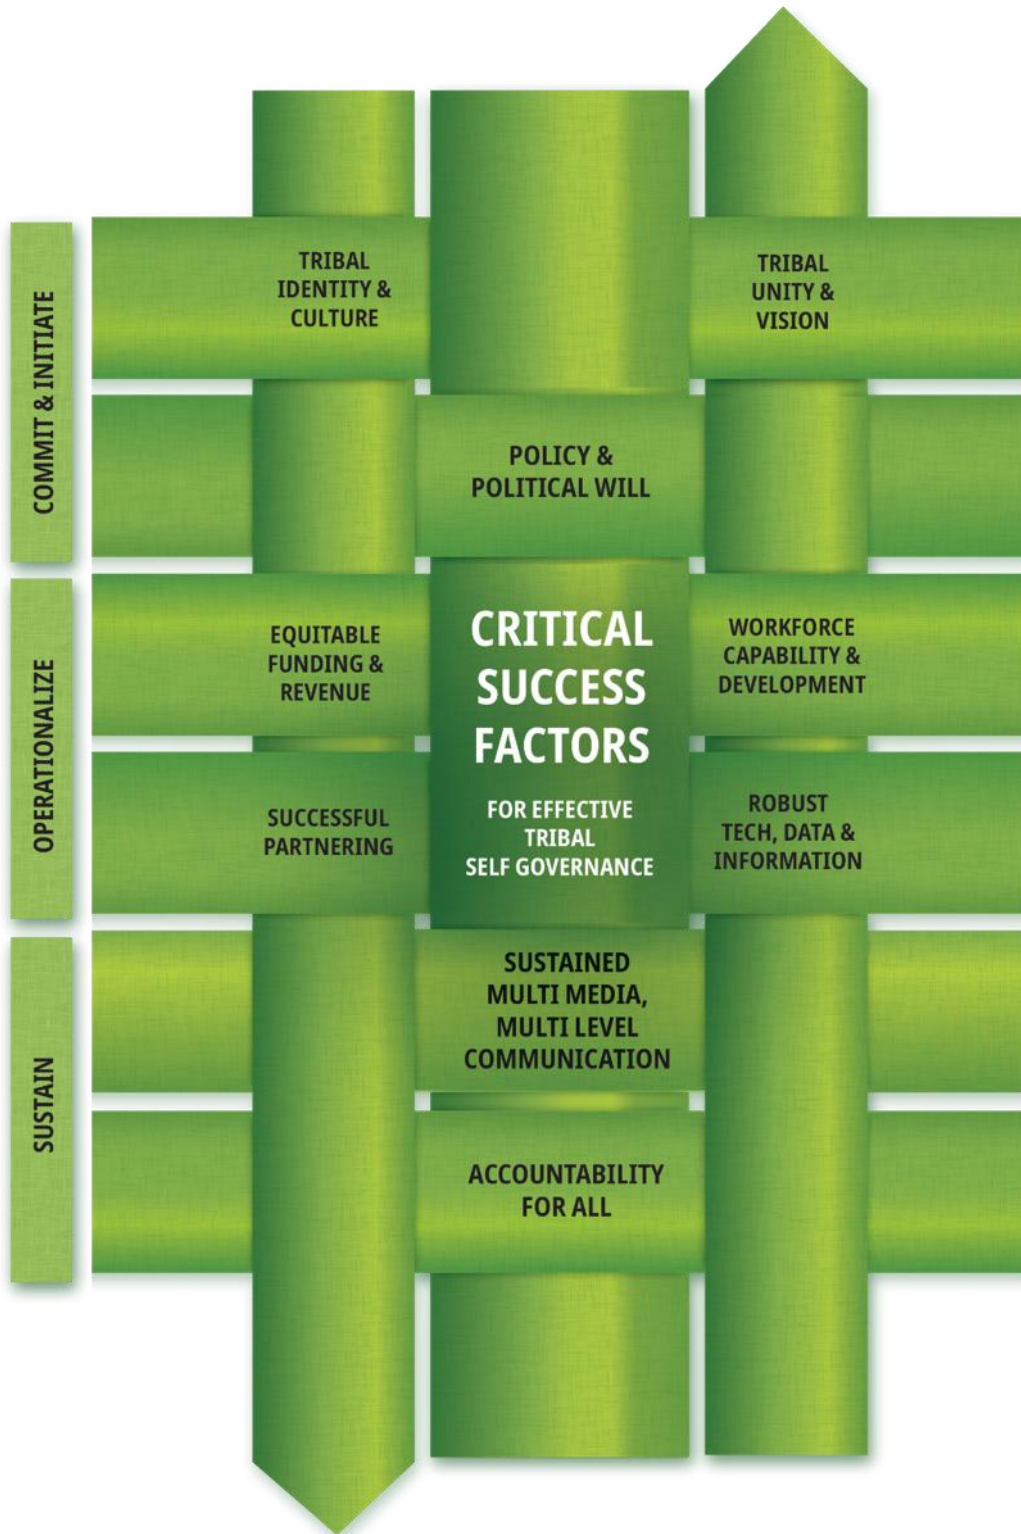 COMMIT & INITIATE
TRIBAL
IDENTITY &
CULTURE
TRIBAL
UNITY &
VISION
POLICY &
POLITICAL WILL
OPERATIONALIZE
EQUITABLE
FUNDING &
REVENUE
CRITICAL
SUCCESS
FACTORS
FOR EFFECTIVE
TRIBAL
SELF GOVERNANCE
WORKFORCE
CAPABILITY &
DEVELOPMENT
SUCCESSFUL
PARTNERING
ROBUST
TECH, DATA &
INFORMATION
SUSTAIN
SUSTAINED
MULTI MEDIA,
MULTI LEVEL
COMMUNICATION
ACCOUNTABILITY
FOR ALL